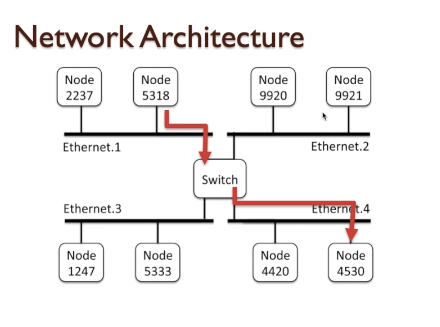 Network Architecture
Node
2237
Node
5318
Node
9920
Node
9921
Ethernet.1
Ethernet.2
Switch
Ethernet.3
Ethernet.4
Node
1247
Node
5333
Node
4420
Node
4530